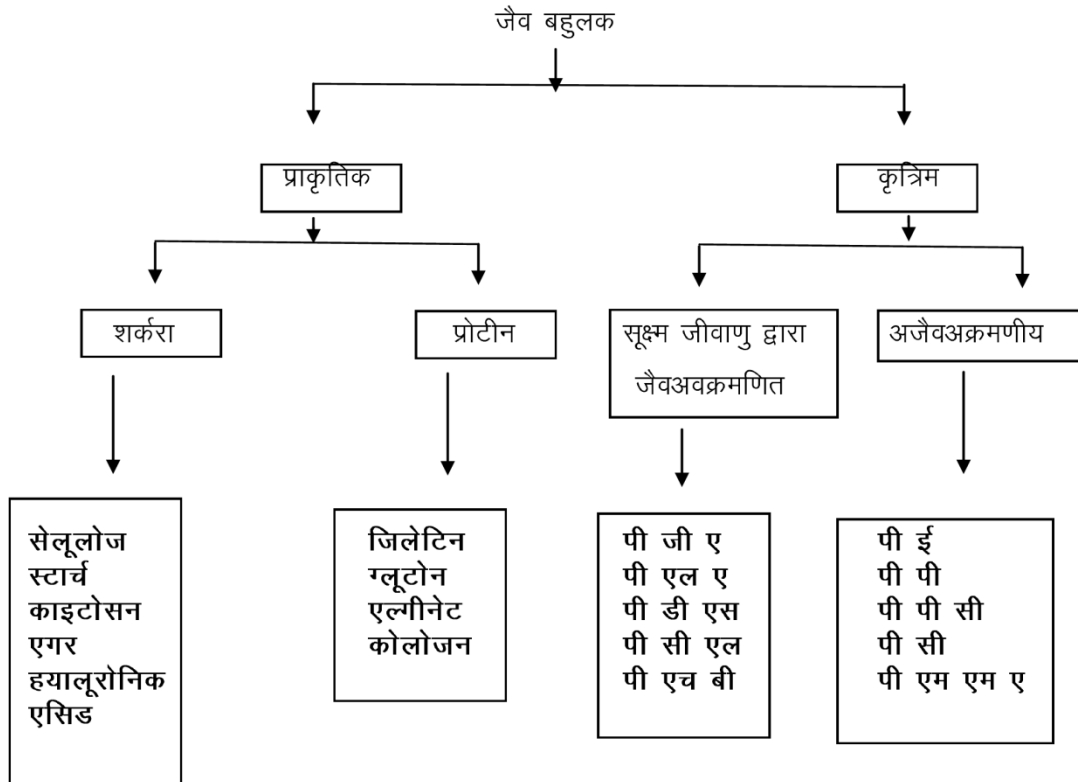 जैव बहुलक
प्राकृतिक
कृत्रिम
शर्करा
प्रोटीन
सूक्ष्म जीवाणु द्वारा
जैवअवक्रमणित
अजैवअक्रमणीय
सेलूलोज
स्टार्च
काइटोसन
एगर
हयालूरोनिक
एसिड
जिलेटिन
ग्लूटोन
एल्गीनेट
कोलोजन
पी जी ए
पी एल ए
पी डी एस
पी सी एल
पी एच बी
पी ई
पी पी
पी पी सी
पी सी
पी एम एम ए